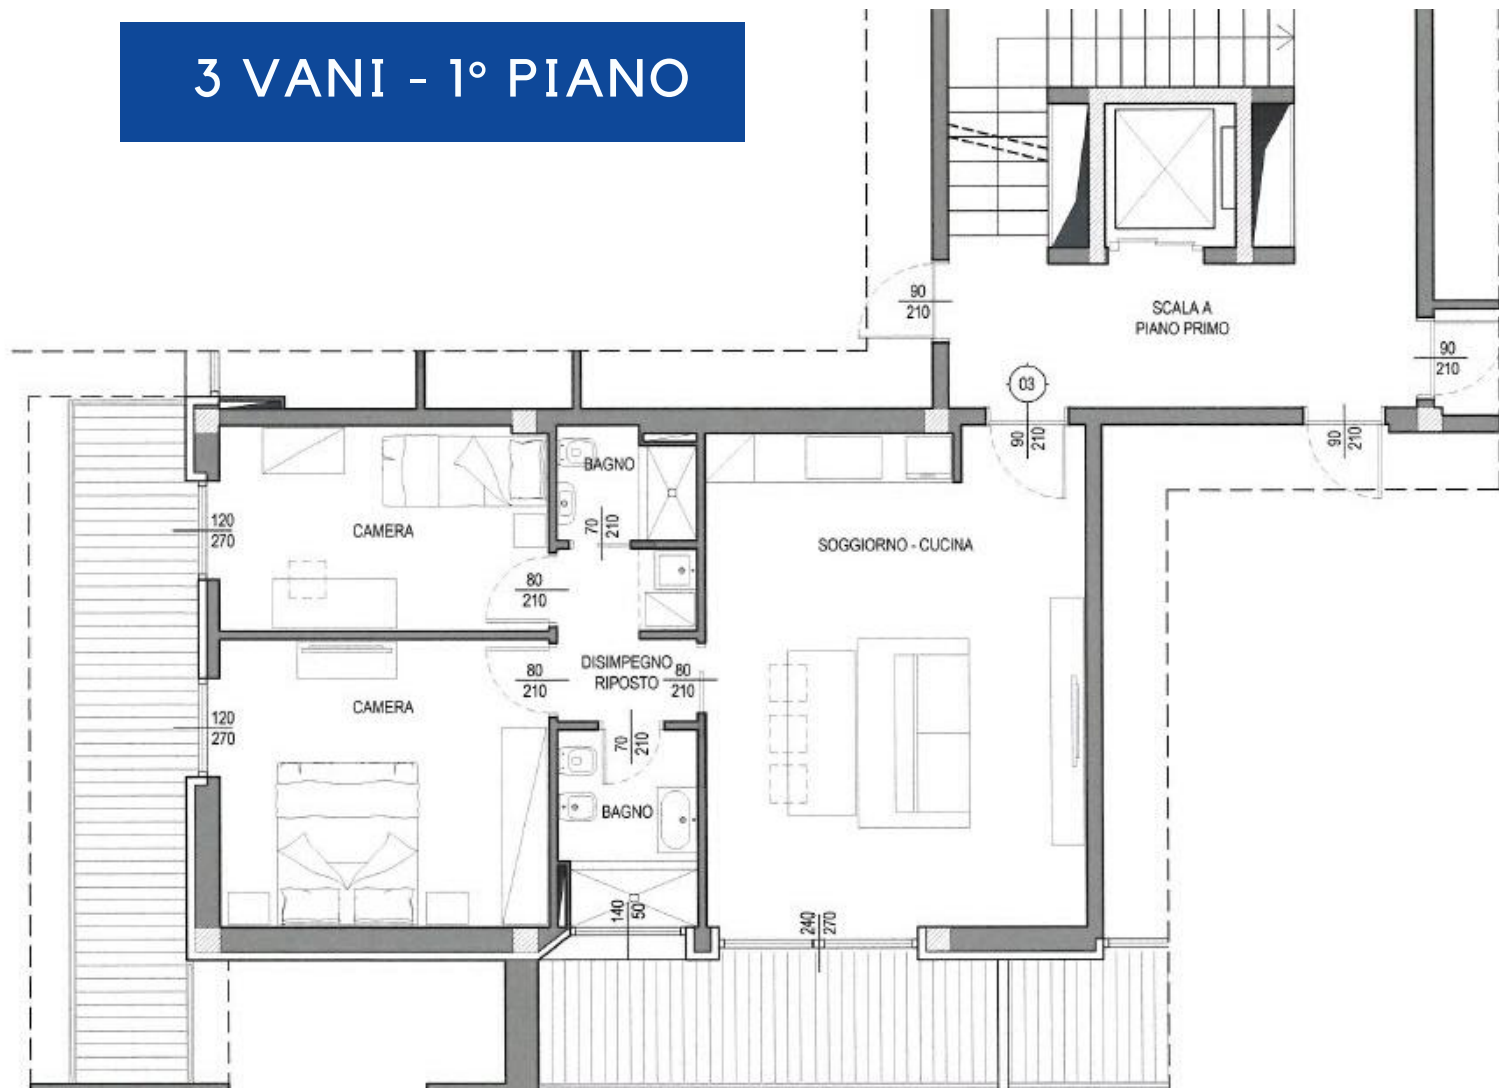 3 VANI - 1° PIANO
90
210
SCALA A
PIANO PRIMO
90
210
03
90
210
90
210
BAGNO
120
270
CAMERA
70
210
SOGGIORNO - CUCINA
80
210
DISIMPEGNO
RIPOSTO
80
210
80
210
CAMERA
120
270
70
210
BAGNO
140
50
240
270